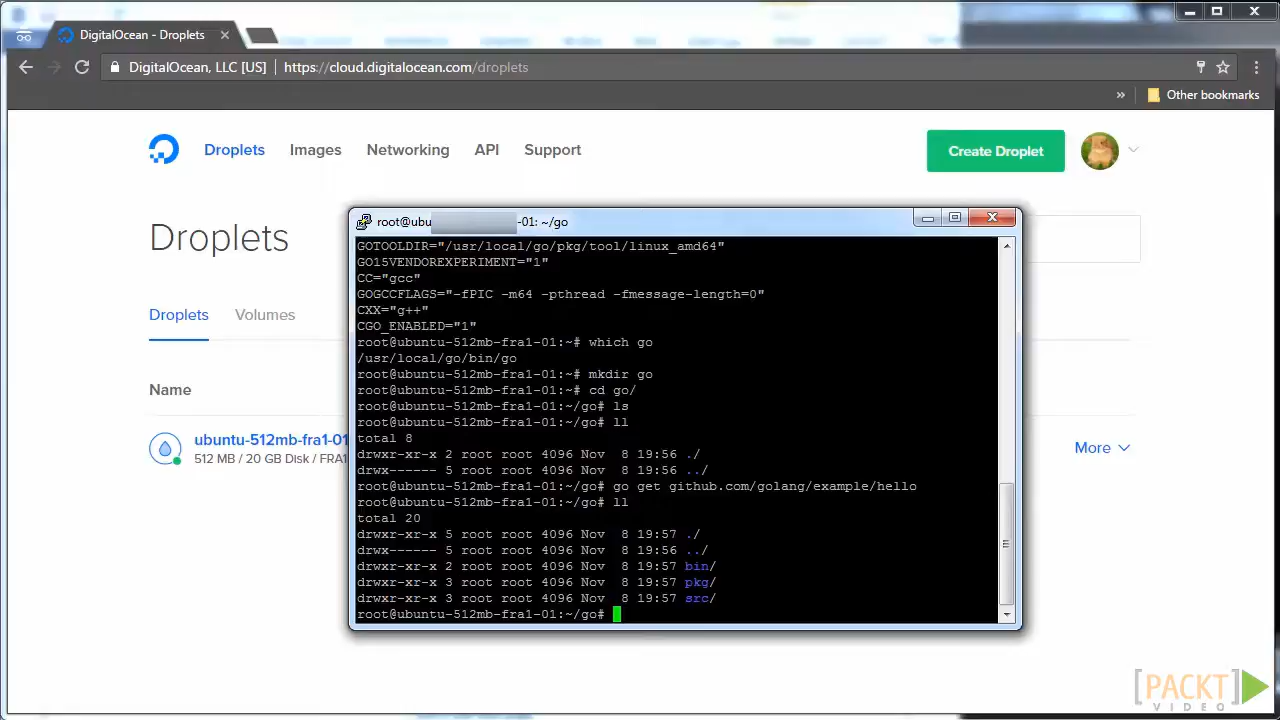 DigitalOcean - Droplets
DigitalOcean, LLC [US] | https://cloud.digitalocean.com/droplets
» Other bookmarks
Droplets Images Networking API Support Create Droplet
Droplets
Droplets Volumes
Name
ubuntu-512mb-fra1-01
512 MB / 20 GB Disk / FRA1
More
root@ubu -01: ~/go
GOTOOLDIR="/usr/local/go/pkg/tool/linux_amd64"
GO15VENDOREXPERIMENT="1"
CC="gcc"
GOGCCFLAGS="-fPIC -m64 -pthread -fmessage-length=0"
CXX="g++"
CGO_ENABLED="1"
root@ubuntu-512mb-fra1-01:~# which go
/usr/local/go/bin/go
root@ubuntu-512mb-fra1-01:~# mkdir go
root@ubuntu-512mb-fra1-01:~# cd go/
root@ubuntu-512mb-fra1-01:~/go# ls
root@ubuntu-512mb-fra1-01:~/go# ll
total 8
drwxr-xr-x 2 root root 4096 Nov  8 19:56 ./
drwx------ 5 root root 4096 Nov  8 19:56 ../
root@ubuntu-512mb-fra1-01:~/go# go get github.com/golang/example/hello
root@ubuntu-512mb-fra1-01:~/go# ll
total 20
drwxr-xr-x 5 root root 4096 Nov  8 19:57 ./
drwx------ 5 root root 4096 Nov  8 19:56 ../
drwxr-xr-x 2 root root 4096 Nov  8 19:57 bin/
drwxr-xr-x 3 root root 4096 Nov  8 19:57 pkg/
drwxr-xr-x 3 root root 4096 Nov  8 19:57 src/
root@ubuntu-512mb-fra1-01:~/go#
[PACKT]
VIDEO